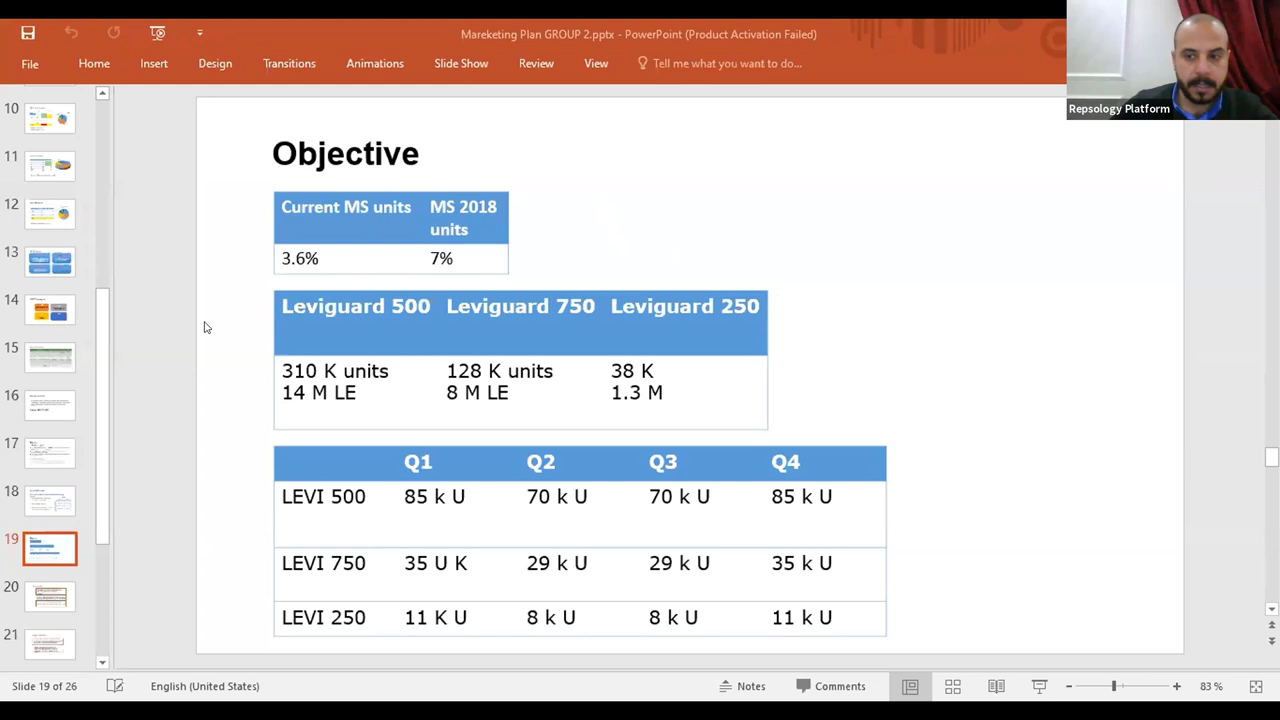 Mareketing Plan GROUP 2.pptx - PowerPoint (Product Activation Failed)
File Home Insert Design Transitions Animations Slide Show Review View Tell me what you want to do...
Repsology Platform
10
11
12
13
14
15
16
17
18
19
20
21
Objective
Current MS units MS 2018 units
3.6% 7%
Leviguard 500 Leviguard 750 Leviguard 250
310 K units 128 K units 38 K
14 M LE 8 M LE 1.3 M
Q1 Q2 Q3 Q4
LEVI 500 85 k U 70 k U 70 k U 85 k U
LEVI 750 35 U K 29 k U 29 k U 35 k U
LEVI 250 11 K U 8 k U 8 k U 11 k U
Slide 19 of 26 English (United States) Notes Comments 83 %